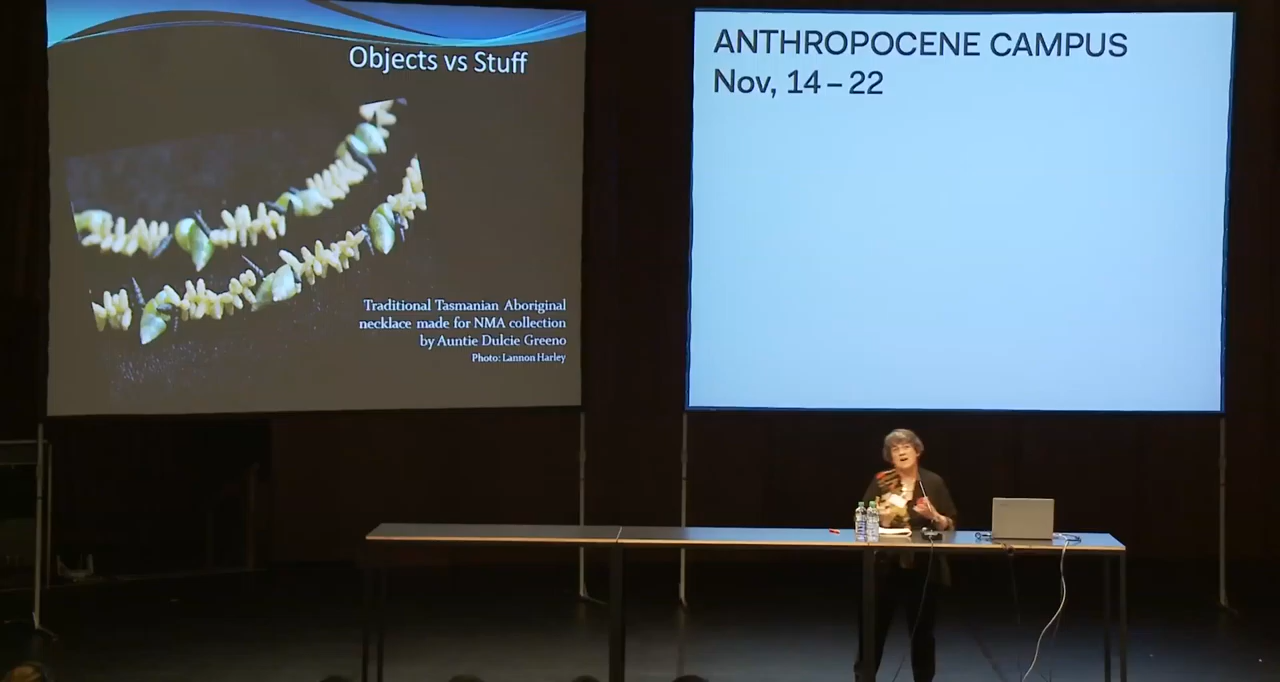 Objects vs Stuff
Traditional Tasmanian Aboriginal
necklace made for NMA collection
by Auntie Dulcie Greeno
Photo: Lannon Harley
ANTHROPOCENE CAMPUS
Nov, 14 – 22